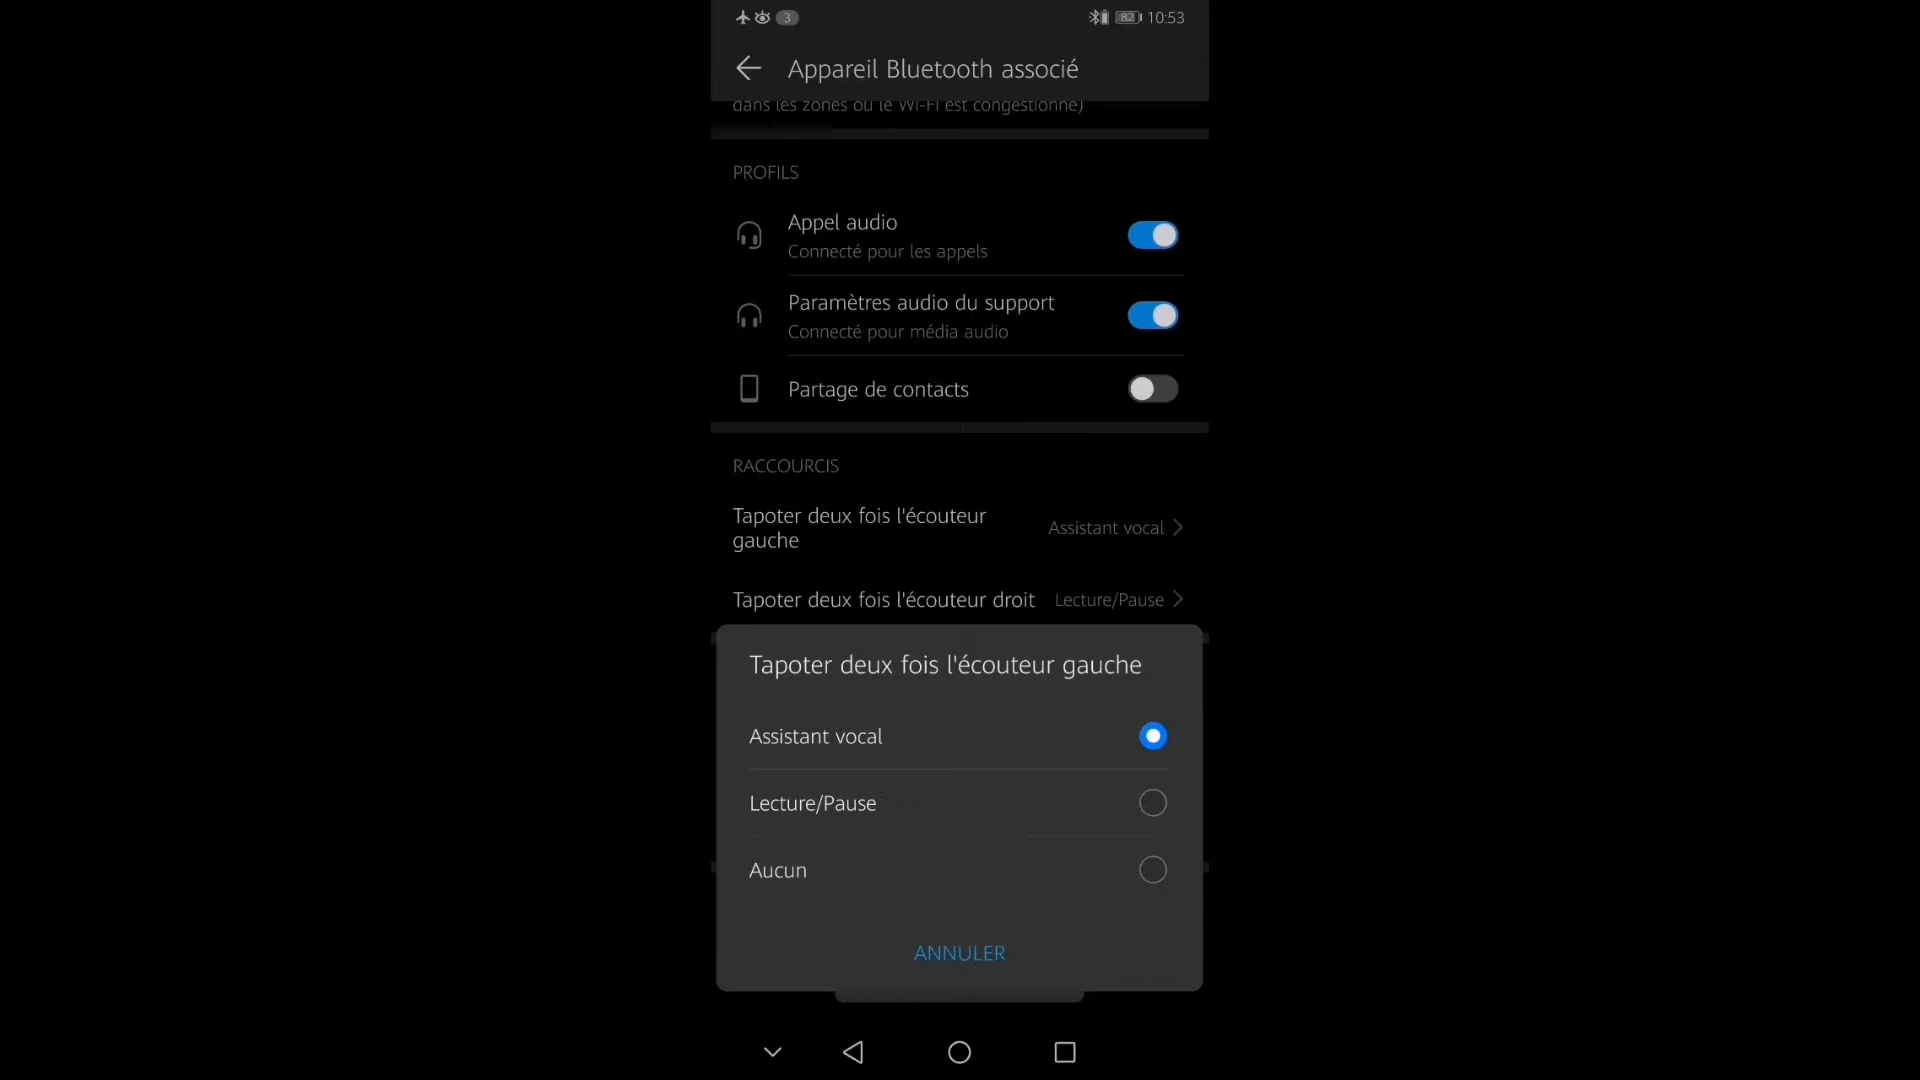 3
82 10:53
Appareil Bluetooth associé
dans les zones où le Wi-Fi est congestionné)
PROFILS
Appel audio
Connecté pour les appels
Paramètres audio du support
Connecté pour média audio
Partage de contacts
RACCOURCIS
Tapoter deux fois l'écouteur
gauche
Assistant vocal
Tapoter deux fois l'écouteur droit
Lecture/Pause
Tapoter deux fois l'écouteur gauche
Assistant vocal
Lecture/Pause
Aucun
ANNULER